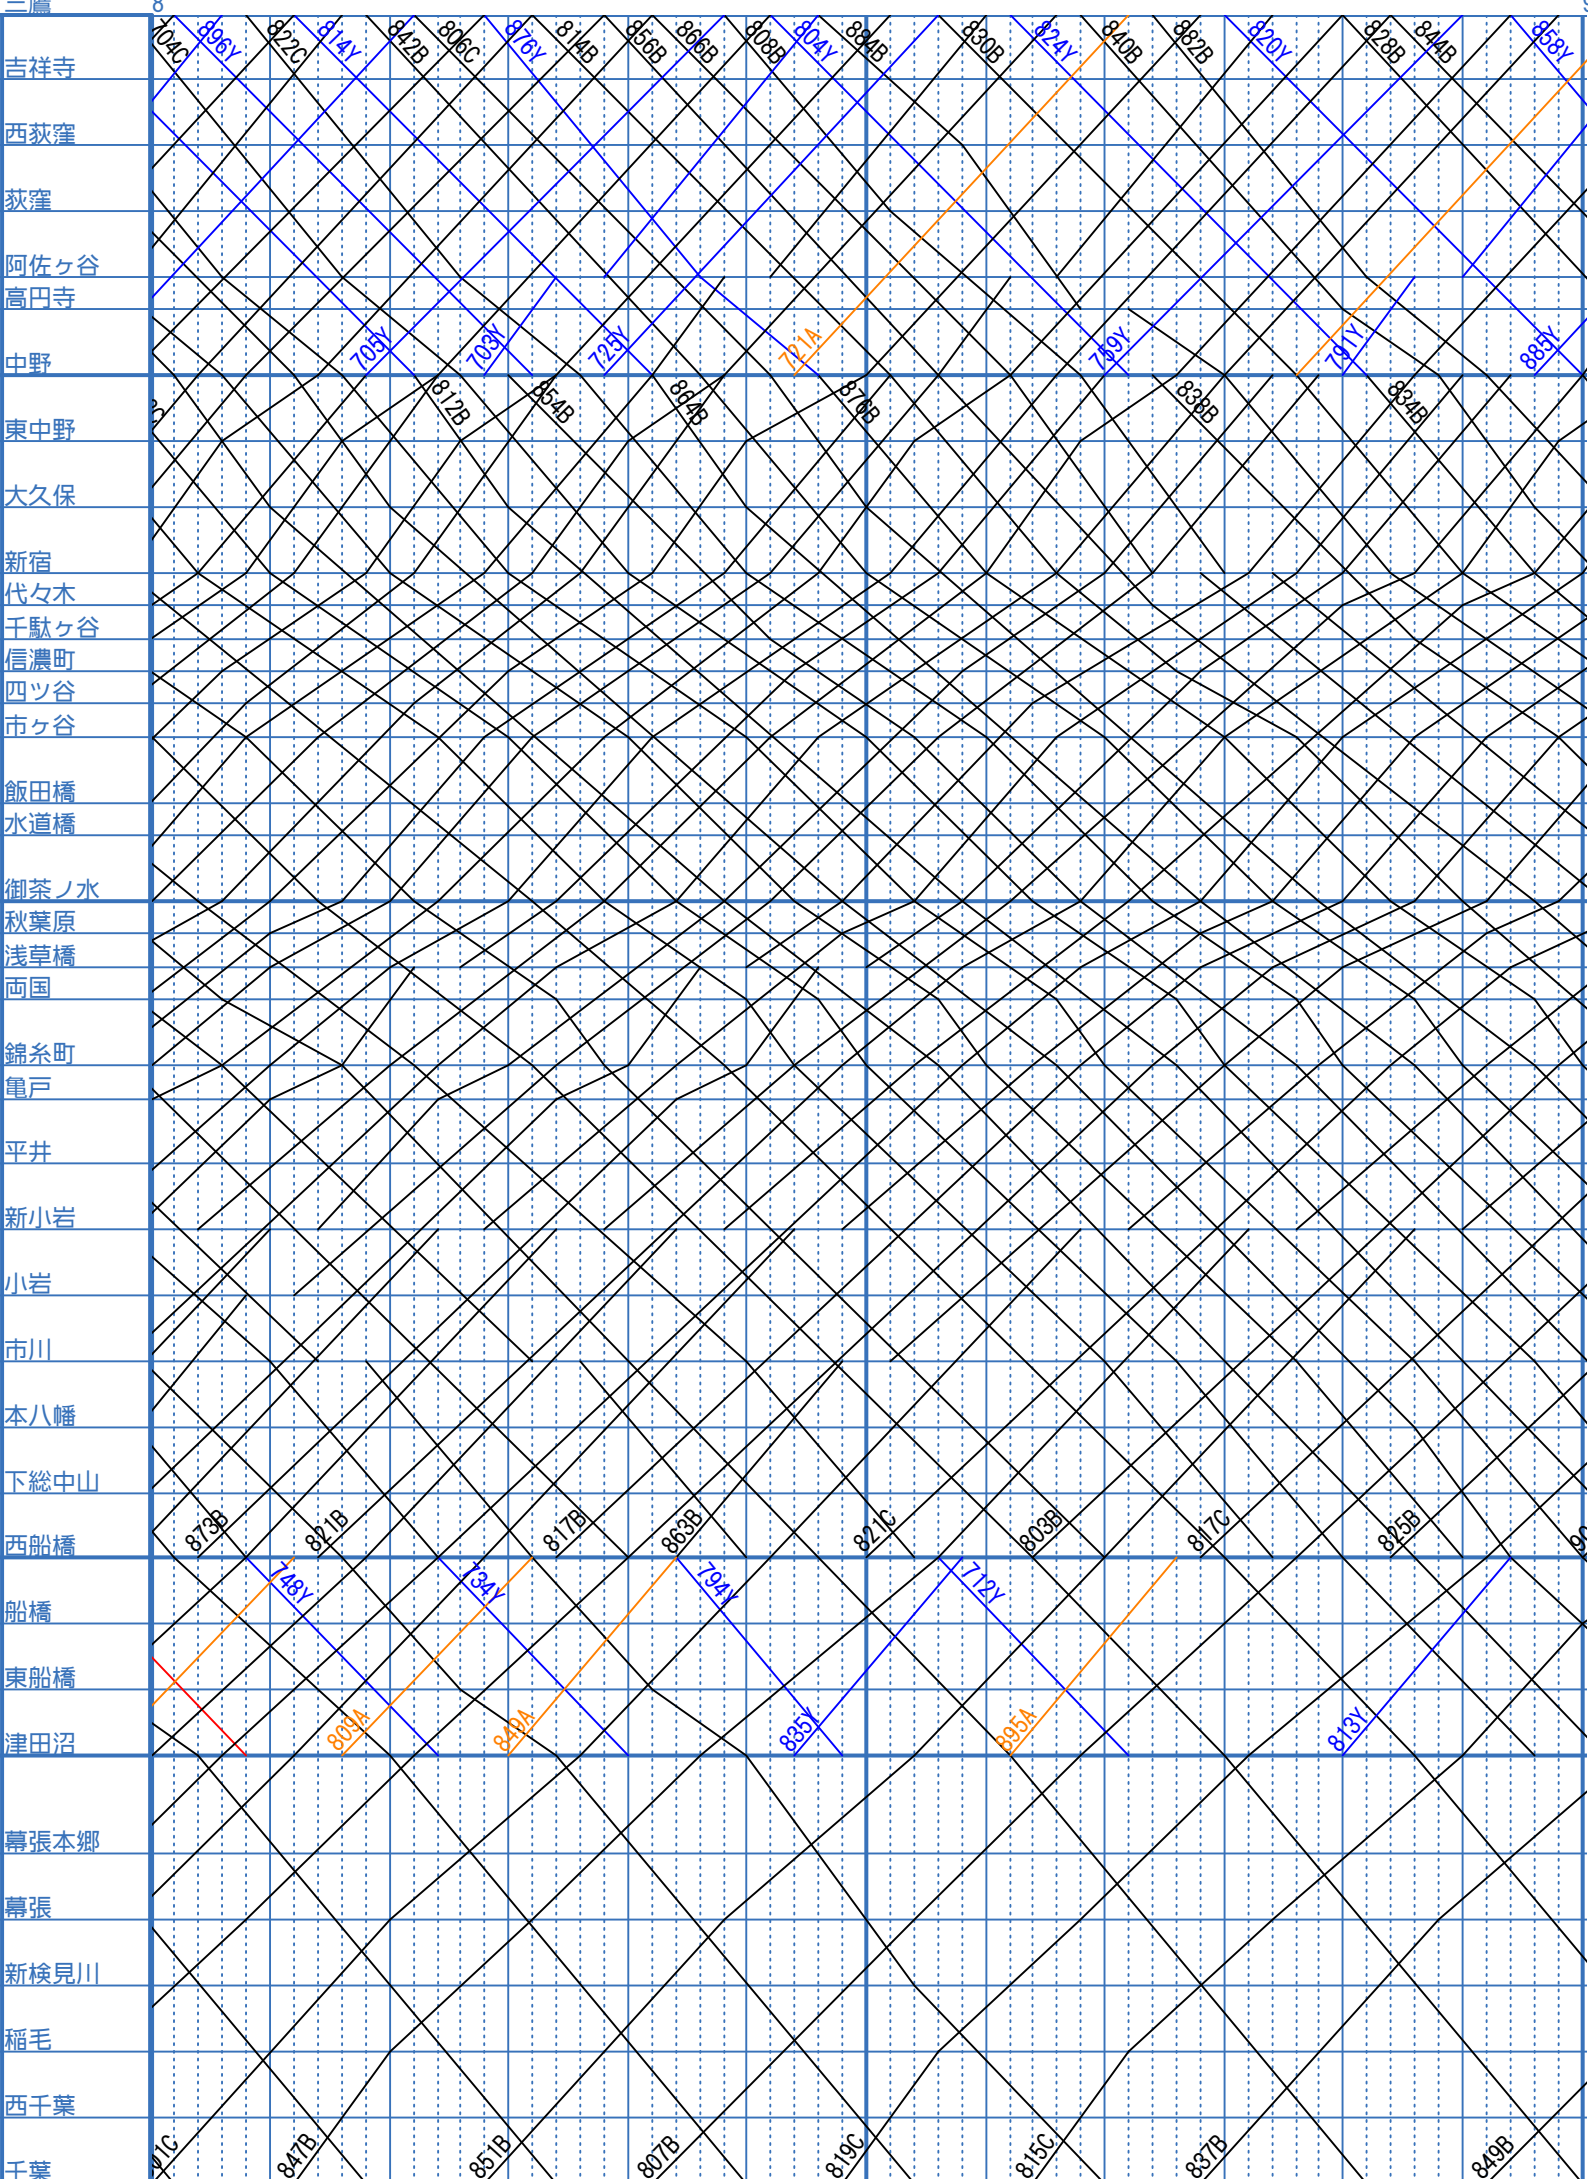 三鷹 8
704C 896Y 822C 814Y 842B 806C 876Y 814B 856B 866B 808B 804Y 884B 830B 824Y 840B 882B 820Y 828B 844B 858Y
吉祥寺
西荻窪
荻窪
阿佐ヶ谷
高円寺
中野 705Y 703Y 725Y 721A 759Y 791Y 885Y
812B 854B 864B 876B 838B 834B
東中野
大久保
新宿
代々木
千駄ヶ谷
信濃町
四ツ谷
市ヶ谷
飯田橋
水道橋
御茶ノ水
秋葉原
浅草橋
両国
錦糸町
亀戸
平井
新小岩
小岩
市川
本八幡
下総中山
西船橋 873B 821B 817B 863B 821C 803B 817C 825B
748Y 734Y 794Y 712Y
船橋
東船橋
津田沼 809A 849A 835Y 895A 813Y
幕張本郷
幕張
新検見川
稲毛
西千葉
千葉 847B 851B 807B 819C 815C 837B 849B